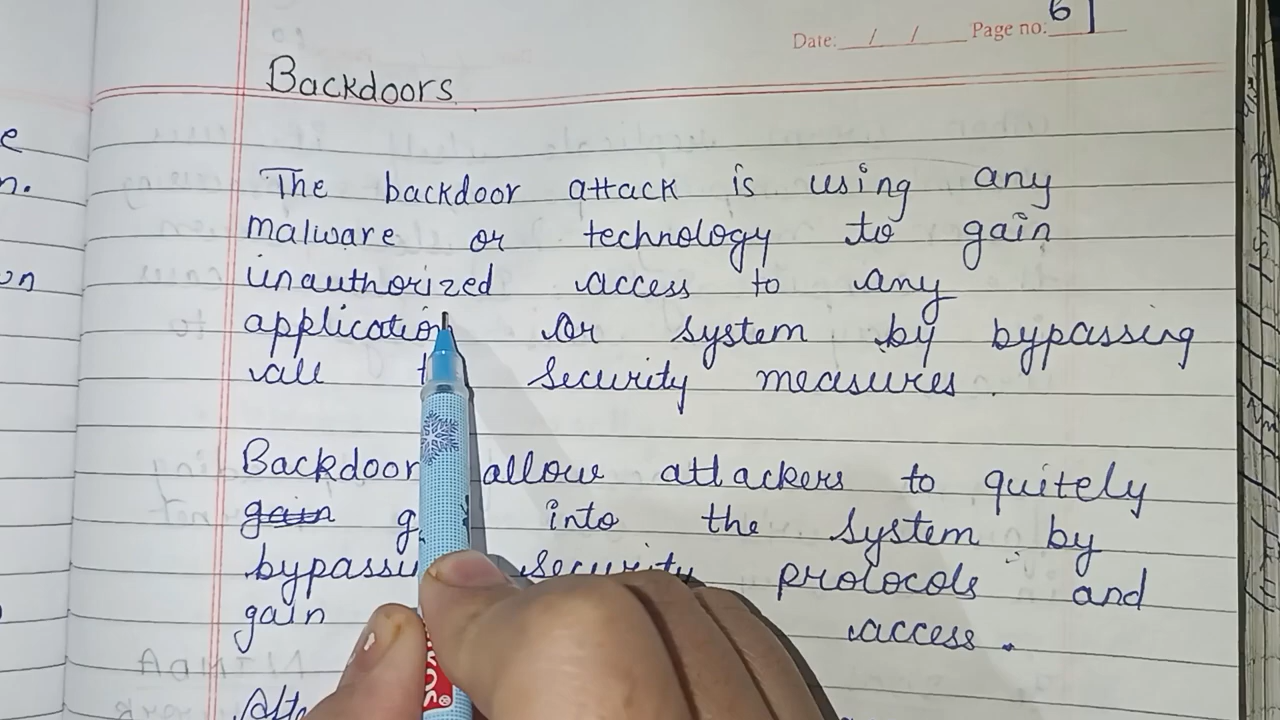 Date: / / Page no: 61
Backdoors.
The backdoor attack is using any
malware or technology to gain
unauthorized access to any
application or system by bypassing
all security measures.
Backdoor allow attackers to quitely
gain into the system by
security protocols and
gain access.